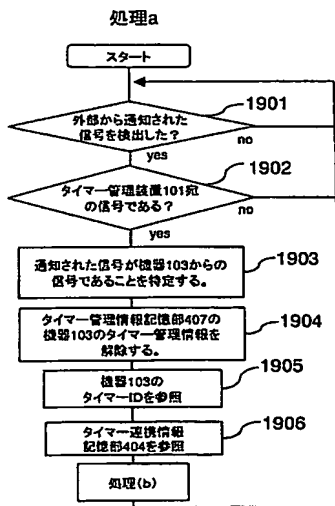 処理a
スタート
1901
外部から通知された
信号を検出した？
no
yes
1902
タイマー管理装置101宛
の信号である？
no
yes
1903
通知された信号が機器103からの
信号であることを特定する。
1904
タイマー管理情報記憶部407の
機器103のタイマー管理情報を
解除する。
1905
機器103の
タイマーIDを参照
1906
タイマー連携情報
記憶部404を参照
処理(b)